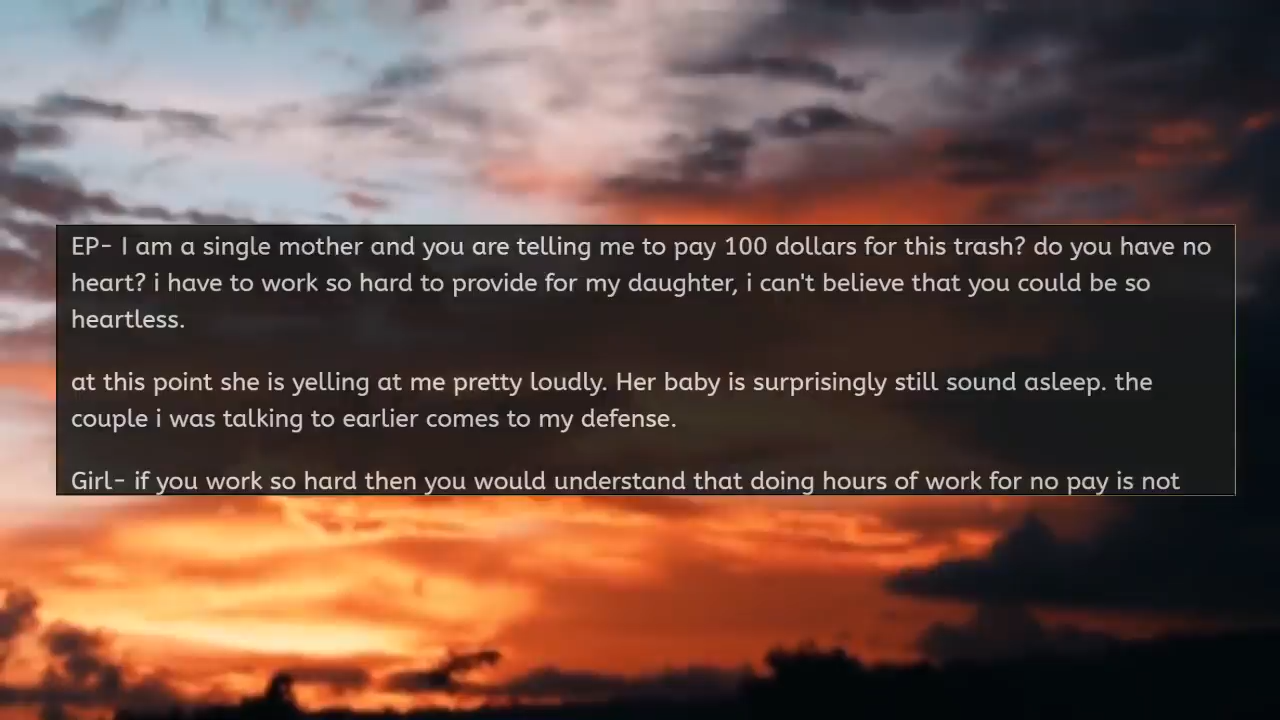 EP- I am a single mother and you are telling me to pay 100 dollars for this trash? do you have no
heart? i have to work so hard to provide for my daughter, i can't believe that you could be so
heartless.
at this point she is yelling at me pretty loudly. Her baby is surprisingly still sound asleep. the
couple i was talking to earlier comes to my defense.
Girl- if you work so hard then you would understand that doing hours of work for no pay is not